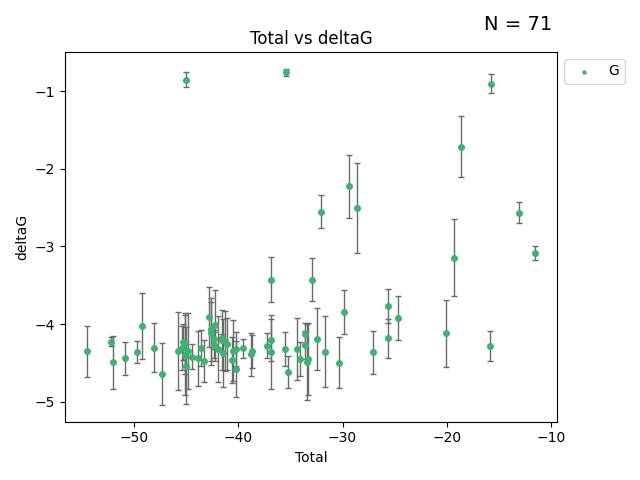 N = 71
Total vs deltaG
G
deltaG
−1
−2
−3
−4
−5
−50
−40
−30
−20
−10
Total